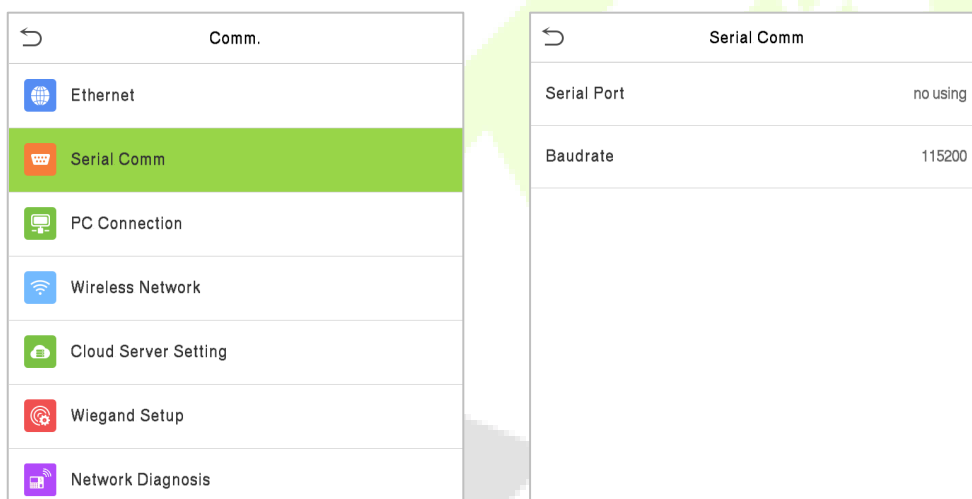 Comm.
Ethernet
Serial Comm
PC Connection
Wireless Network
Cloud Server Setting
Wiegand Setup
Network Diagnosis
Serial Comm
Serial Port no using
Baudrate 115200